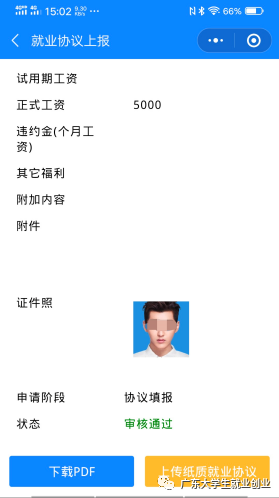 15:02
66%
就业协议上报
试用期工资
正式工资 5000
违约金(个月工
资)
其它福利
附加内容
附件
证件照
申请阶段 协议填报
状态 审核通过
下载PDF 上传纸质就业协议
广东大学生就业创业